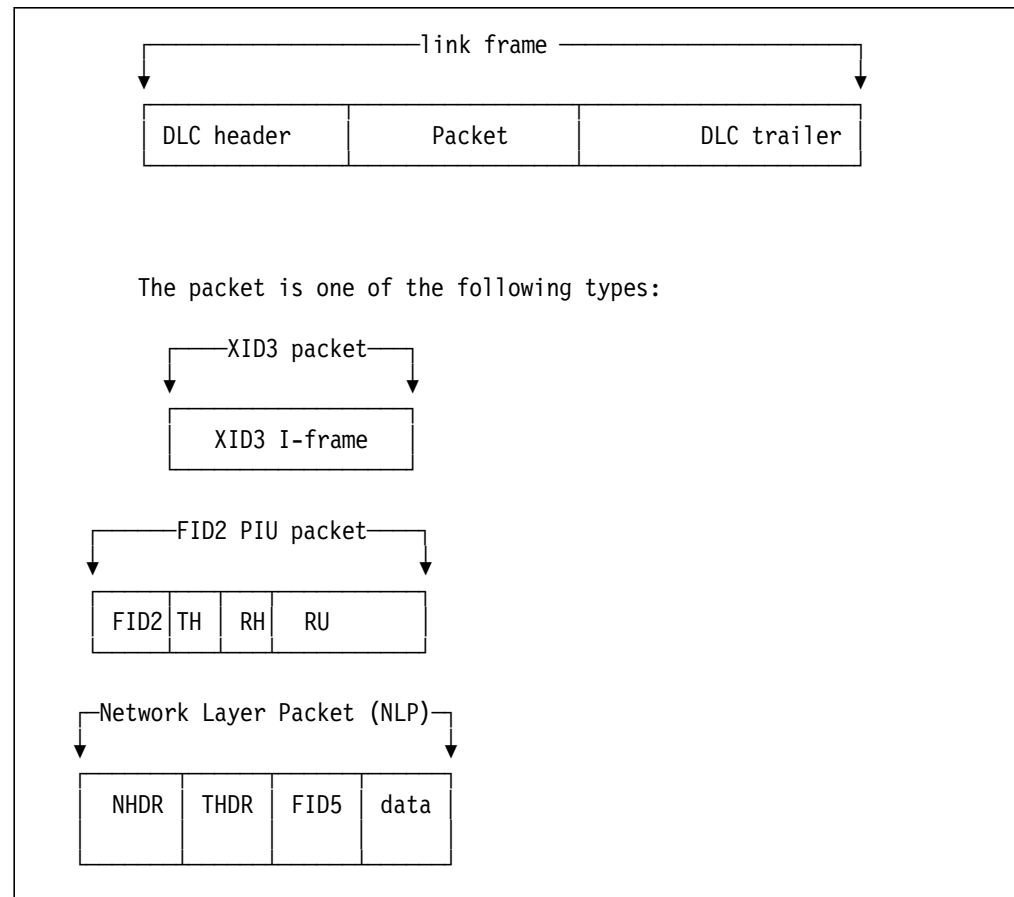 link frame
DLC header Packet DLC trailer
The packet is one of the following types:
XID3 packet
XID3 I-frame
FID2 PIU packet
FID2 TH RH RU
Network Layer Packet (NLP)
NHDR THDR FID5 data